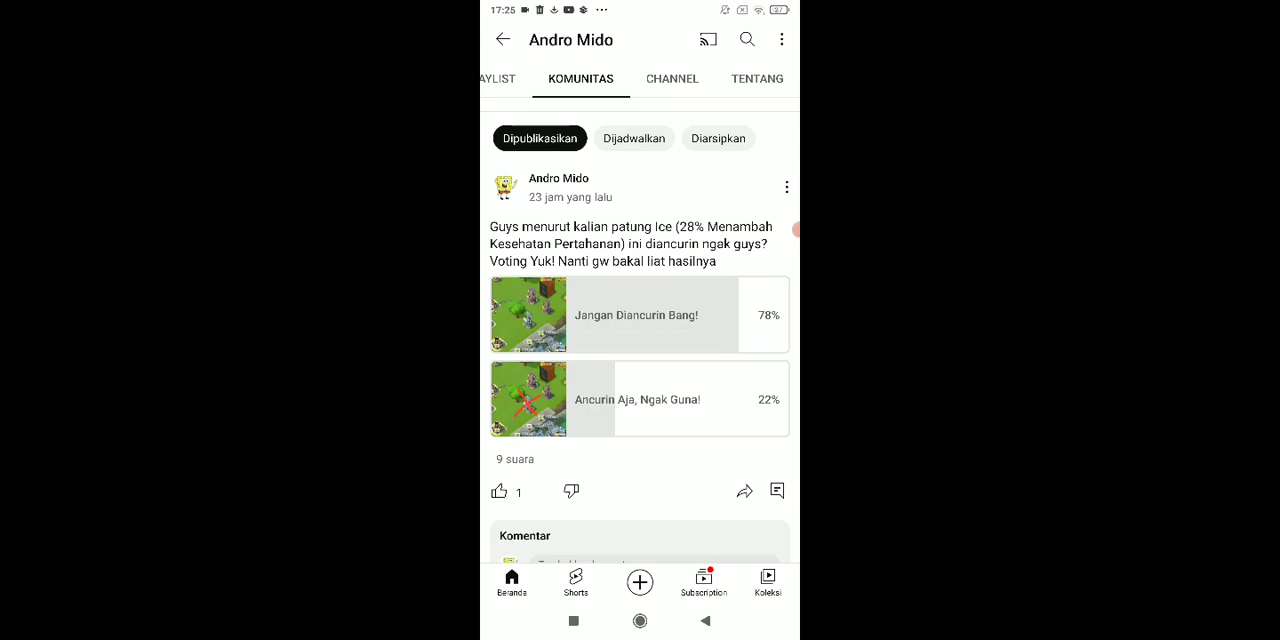 17:25
Andro Mido
AYLIST KOMUNITAS CHANNEL TENTANG
Dipublikasikan Dijadwalkan Diarsipkan
Andro Mido
23 jam yang lalu
Guys menurut kalian patung Ice (28% Menambah
Kesehatan Pertahanan) ini diancurin ngak guys?
Voting Yuk! Nanti gw bakal liat hasilnya
Jangan Diancurin Bang! 78%
Ancurin Aja, Ngak Guna! 22%
9 suara
1
Komentar
Beranda Shorts Subscription Koleksi